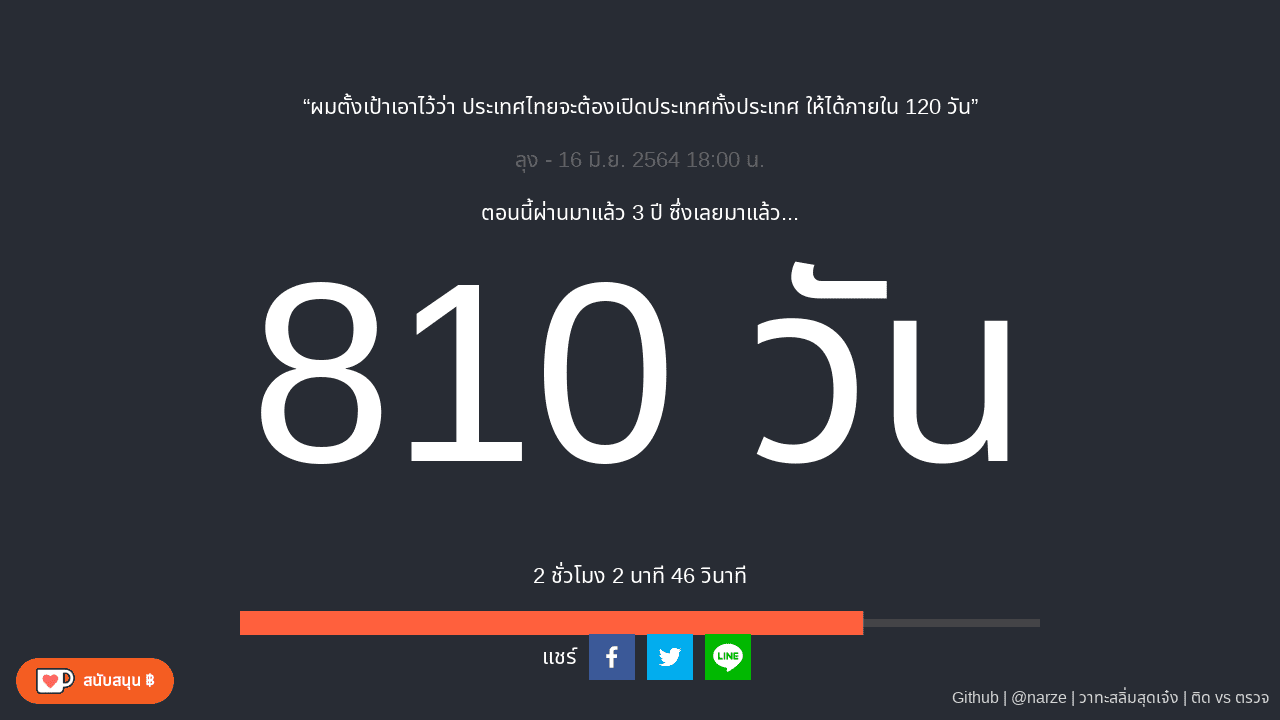 “ผมตั้งเป้าเอาไว้ว่า ประเทศไทยจะต้องเปิดประเทศทั้งประเทศ ให้ได้ภายใน 120 วัน”
ลุง - 16 มิ.ย. 2564 18:00 น.
ตอนนี้ผ่านมาแล้ว 3 ปี ซึ่งเลยมาแล้ว...
810 วัน
2 ชั่วโมง 2 นาที 46 วินาที
แชร์
LINE
สนับสนุน ฿
Github | @narze | วาทะสลิ่มสุดเจ๋ง | ติด vs ตรวจ